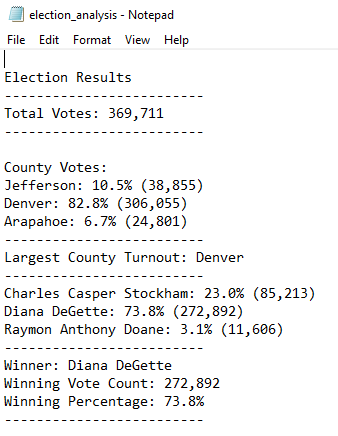 election_analysis - Notepad
File Edit Format View Help
Election Results
-------------------------
Total Votes: 369,711
-------------------------
County Votes:
Jefferson: 10.5% (38,855)
Denver: 82.8% (306,055)
Arapahoe: 6.7% (24,801)
-------------------------
Largest County Turnout: Denver
-------------------------
Charles Casper Stockham: 23.0% (85,213)
Diana DeGette: 73.8% (272,892)
Raymon Anthony Doane: 3.1% (11,606)
-------------------------
Winner: Diana DeGette
Winning Vote Count: 272,892
Winning Percentage: 73.8%
-------------------------